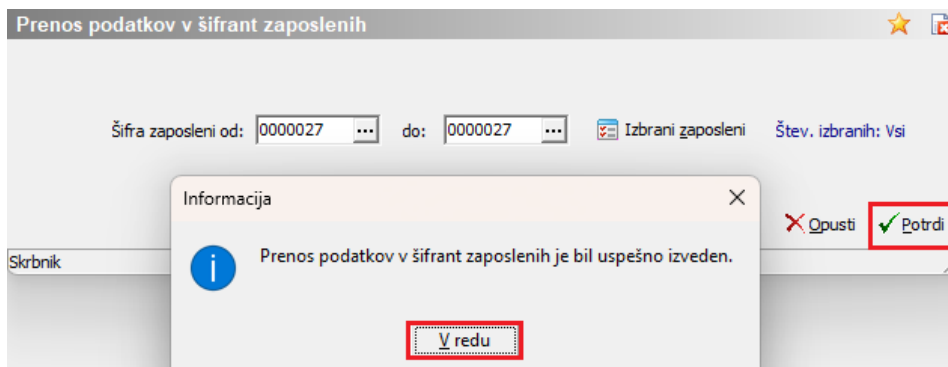 Prenos podatkov v šifrant zaposlenih
Šifra zaposleni od: 0000027 ... do: 0000027 ... Izbrani zaposleni Štev. izbranih: Vsi
Opusti Potrdi
Skrbnik
Informacija
Prenos podatkov v šifrant zaposlenih je bil uspešno izveden.
V redu